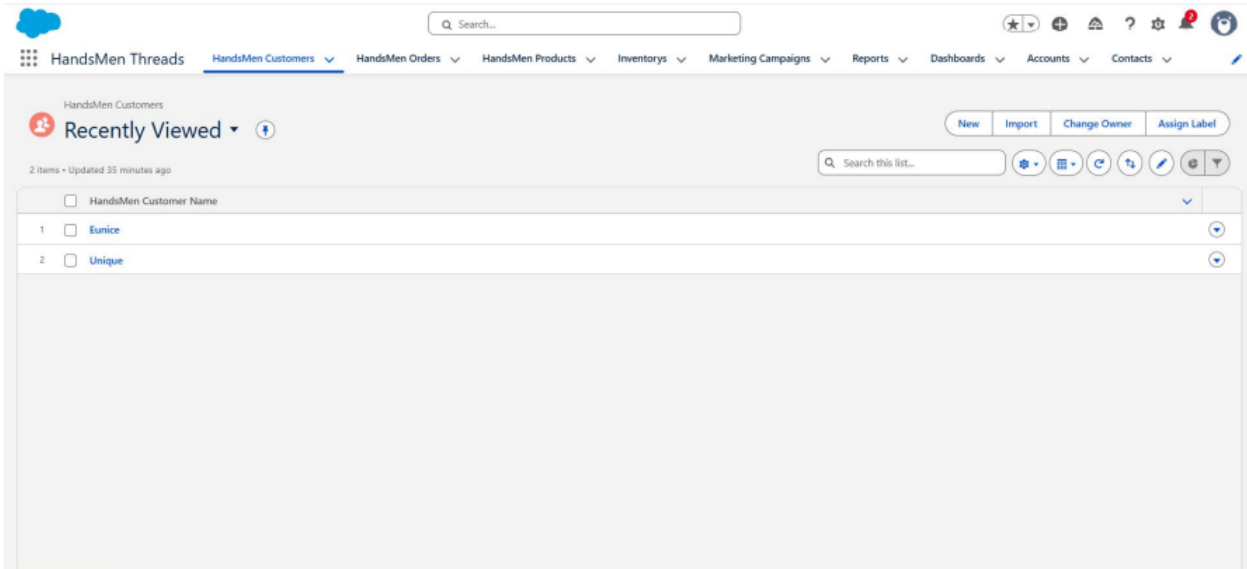 Search...
2
HandsMen Threads HandsMen Customers HandsMen Orders HandsMen Products Inventorys Marketing Campaigns Reports Dashboards Accounts Contacts
HandsMen Customers
Recently Viewed
New Import Change Owner Assign Label
2 items • Updated 35 minutes ago
Search this list...
HandsMen Customer Name
1 Eunice
2 Unique